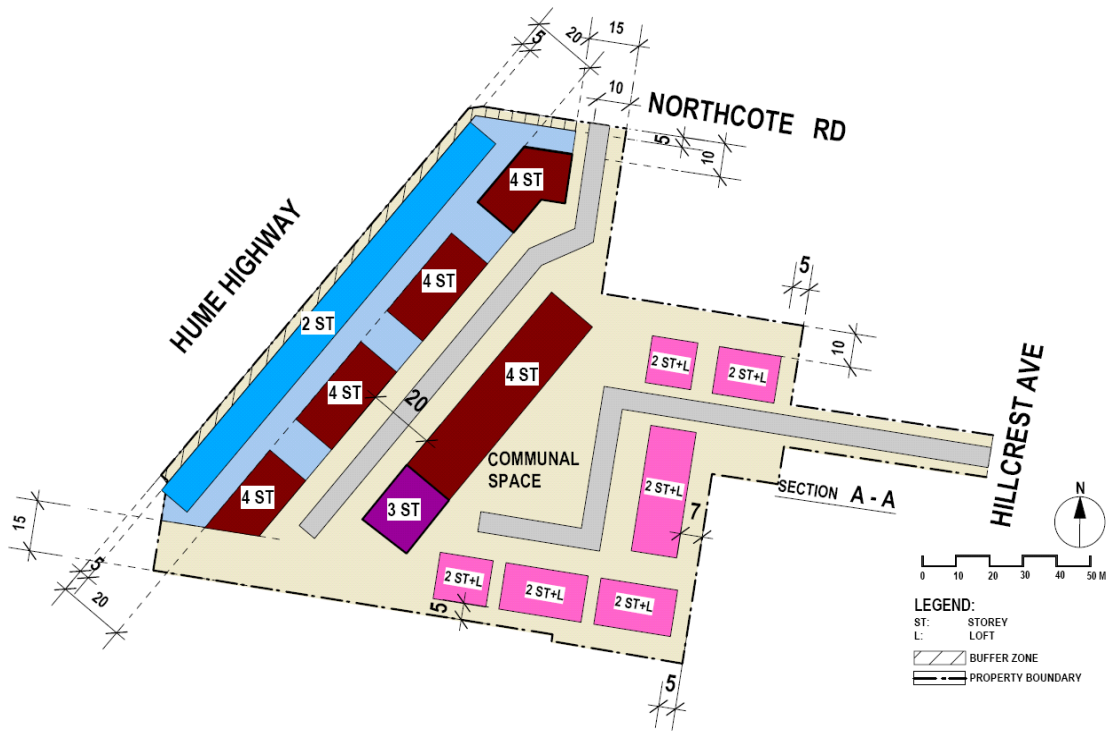 15
5
20
10
NORTHCOTE RD
5
10
4 ST
HUME HIGHWAY
4 ST
2 ST
5
10
4 ST
4 ST
2 ST+L
2 ST+L
20
HILLCREST AVE
COMMUNAL
SPACE
2 ST+L
SECTION A - A
4 ST
3 ST
7
N
15
5
20
2 ST+L
2 ST+L
2 ST+L
5
5
0 10 20 30 40 50 M
LEGEND:
ST: STOREY
L: LOFT
BUFFER ZONE
PROPERTY BOUNDARY